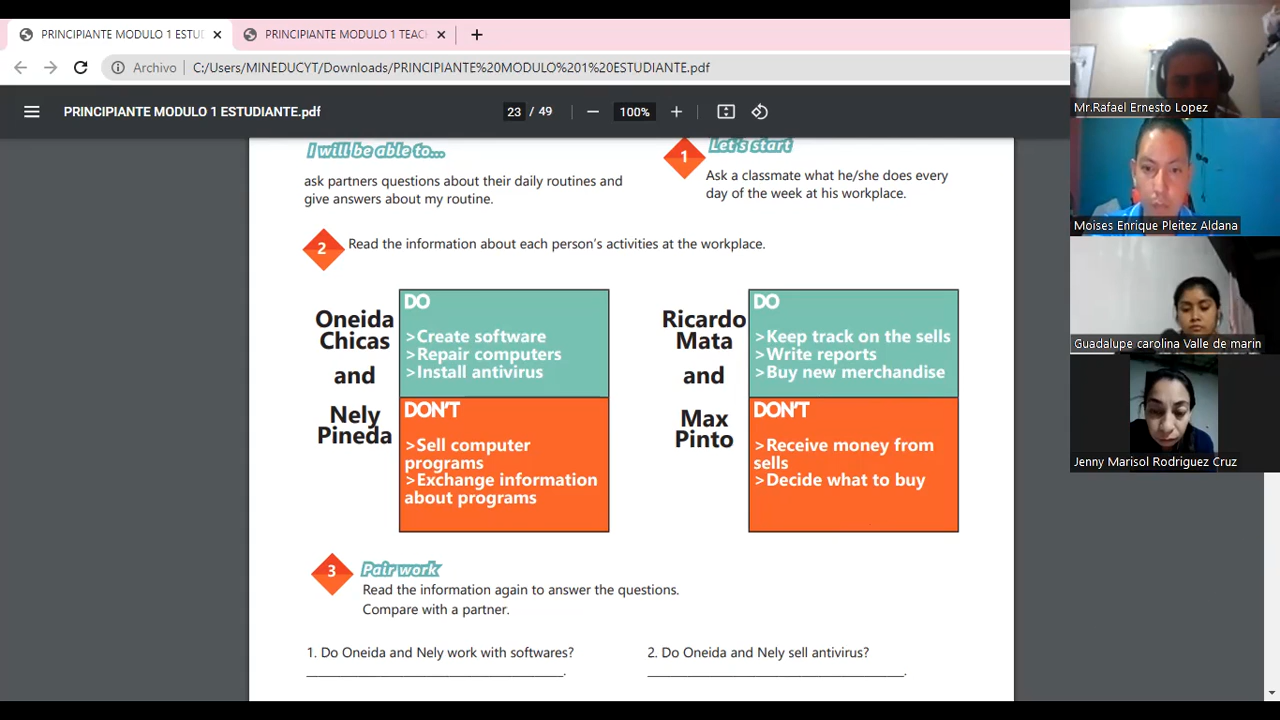 PRINCIPIANTE MODULO 1 ESTUD
PRINCIPIANTE MODULO 1 TEAC
Archivo
C:/Users/MINEDUCYT/Downloads/PRINCIPIANTE%20MODULO%201%20ESTUDIANTE.pdf
PRINCIPIANTE MODULO 1 ESTUDIANTE.pdf
23 / 49
100%
I will be able to...
ask partners questions about their daily routines and
give answers about my routine.
1
Let's start
Ask a classmate what he/she does every
day of the week at his workplace.
2
Read the information about each person's activities at the workplace.
Oneida
Chicas
and
Nely
Pineda
DO
>Create software
>Repair computers
>Install antivirus
DON'T
>Sell computer
programs
>Exchange information
about programs
Ricardo
Mata
and
Max
Pinto
DO
>Keep track on the sells
>Write reports
>Buy new merchandise
DON'T
>Receive money from
sells
>Decide what to buy
3
Pair work
Read the information again to answer the questions.
Compare with a partner.
1. Do Oneida and Nely work with softwares?
2. Do Oneida and Nely sell antivirus?
Mr.Rafael Ernesto Lopez
Moises Enrique Pleitez Aldana
Guadalupe carolina Valle de marin
Jenny Marisol Rodriguez Cruz